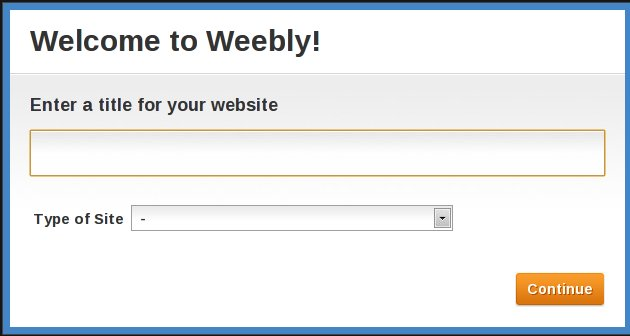 Welcome to Weebly!
Enter a title for your website
Type of Site -
Continue